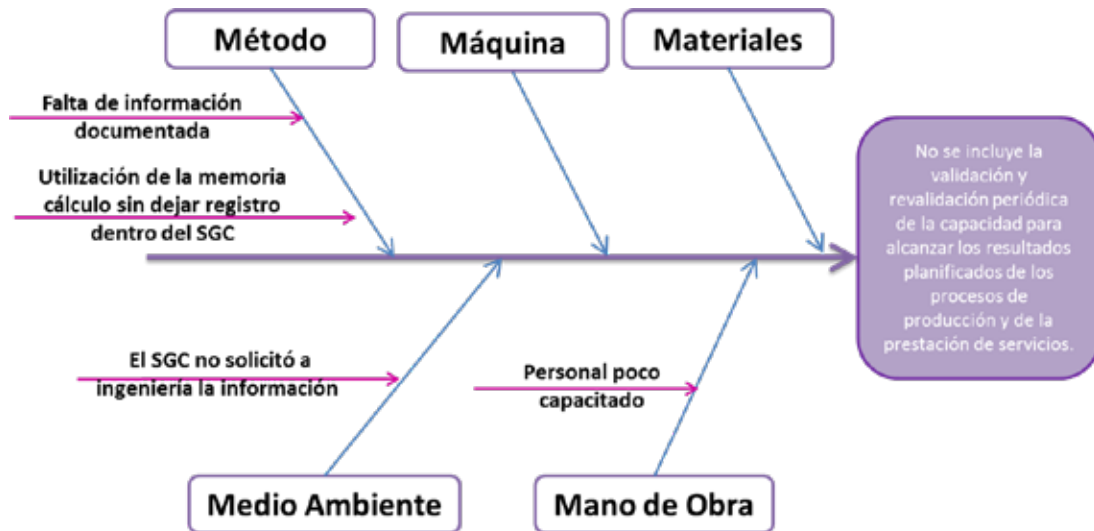 Método
Máquina
Materiales
Falta de información
documentada
Utilización de la memoria
cálculo sin dejar registro
dentro del SGC
No se incluye la
validación y
revalidación periódica
de la capacidad para
alcanzar los resultados
planificados de los
procesos de
producción y de la
prestación de servicios.
El SGC no solicitó a
ingeniería la información
Personal poco
capacitado
Medio Ambiente
Mano de Obra